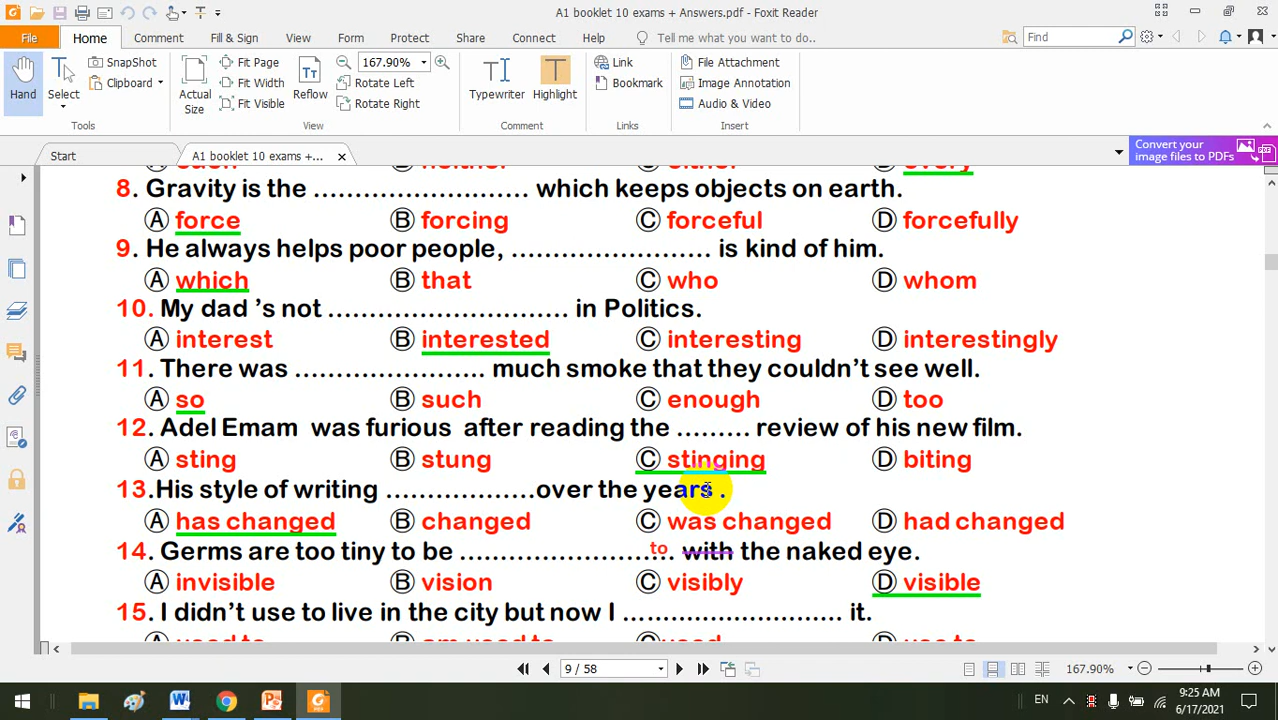 A1 booklet 10 exams + Answers.pdf - Foxit Reader
File Home Comment Fill & Sign View Form Protect Share Connect Help Tell me what you want to do.. Find
Hand Select SnapShot Clipboard Actual Size Fit Page Fit Width Fit Visible Reflow 167.90% Rotate Left Rotate Right Typewriter Highlight Link Bookmark File Attachment Image Annotation Audio & Video
Tools View Comment Links Insert
Start A1 booklet 10 exams +... Convert your image files to PDFs PDF
8. Gravity is the ……………………… which keeps objects on earth.
Ⓐ force Ⓑ forcing Ⓒ forceful Ⓓ forcefully
9. He always helps poor people, …………………… is kind of him.
Ⓐ which Ⓑ that Ⓒ who Ⓓ whom
10. My dad ’s not ………………………… in Politics.
Ⓐ interest Ⓑ interested Ⓒ interesting Ⓓ interestingly
11. There was …………………… much smoke that they couldn’t see well.
Ⓐ so Ⓑ such Ⓒ enough Ⓓ too
12. Adel Emam was furious after reading the ……… review of his new film.
Ⓐ sting Ⓑ stung Ⓒ stinging Ⓓ biting
13.His style of writing ………………over the years .
Ⓐ has changed Ⓑ changed Ⓒ was changed Ⓓ had changed
14. Germs are too tiny to be …………………… to with the naked eye.
Ⓐ invisible Ⓑ vision Ⓒ visibly Ⓓ visible
15. I didn’t use to live in the city but now I ……………………… it.
Ⓐ used to Ⓑ am used to Ⓒ used Ⓓ use to
9 / 58 167.90%
EN 9:25 AM
6/17/2021